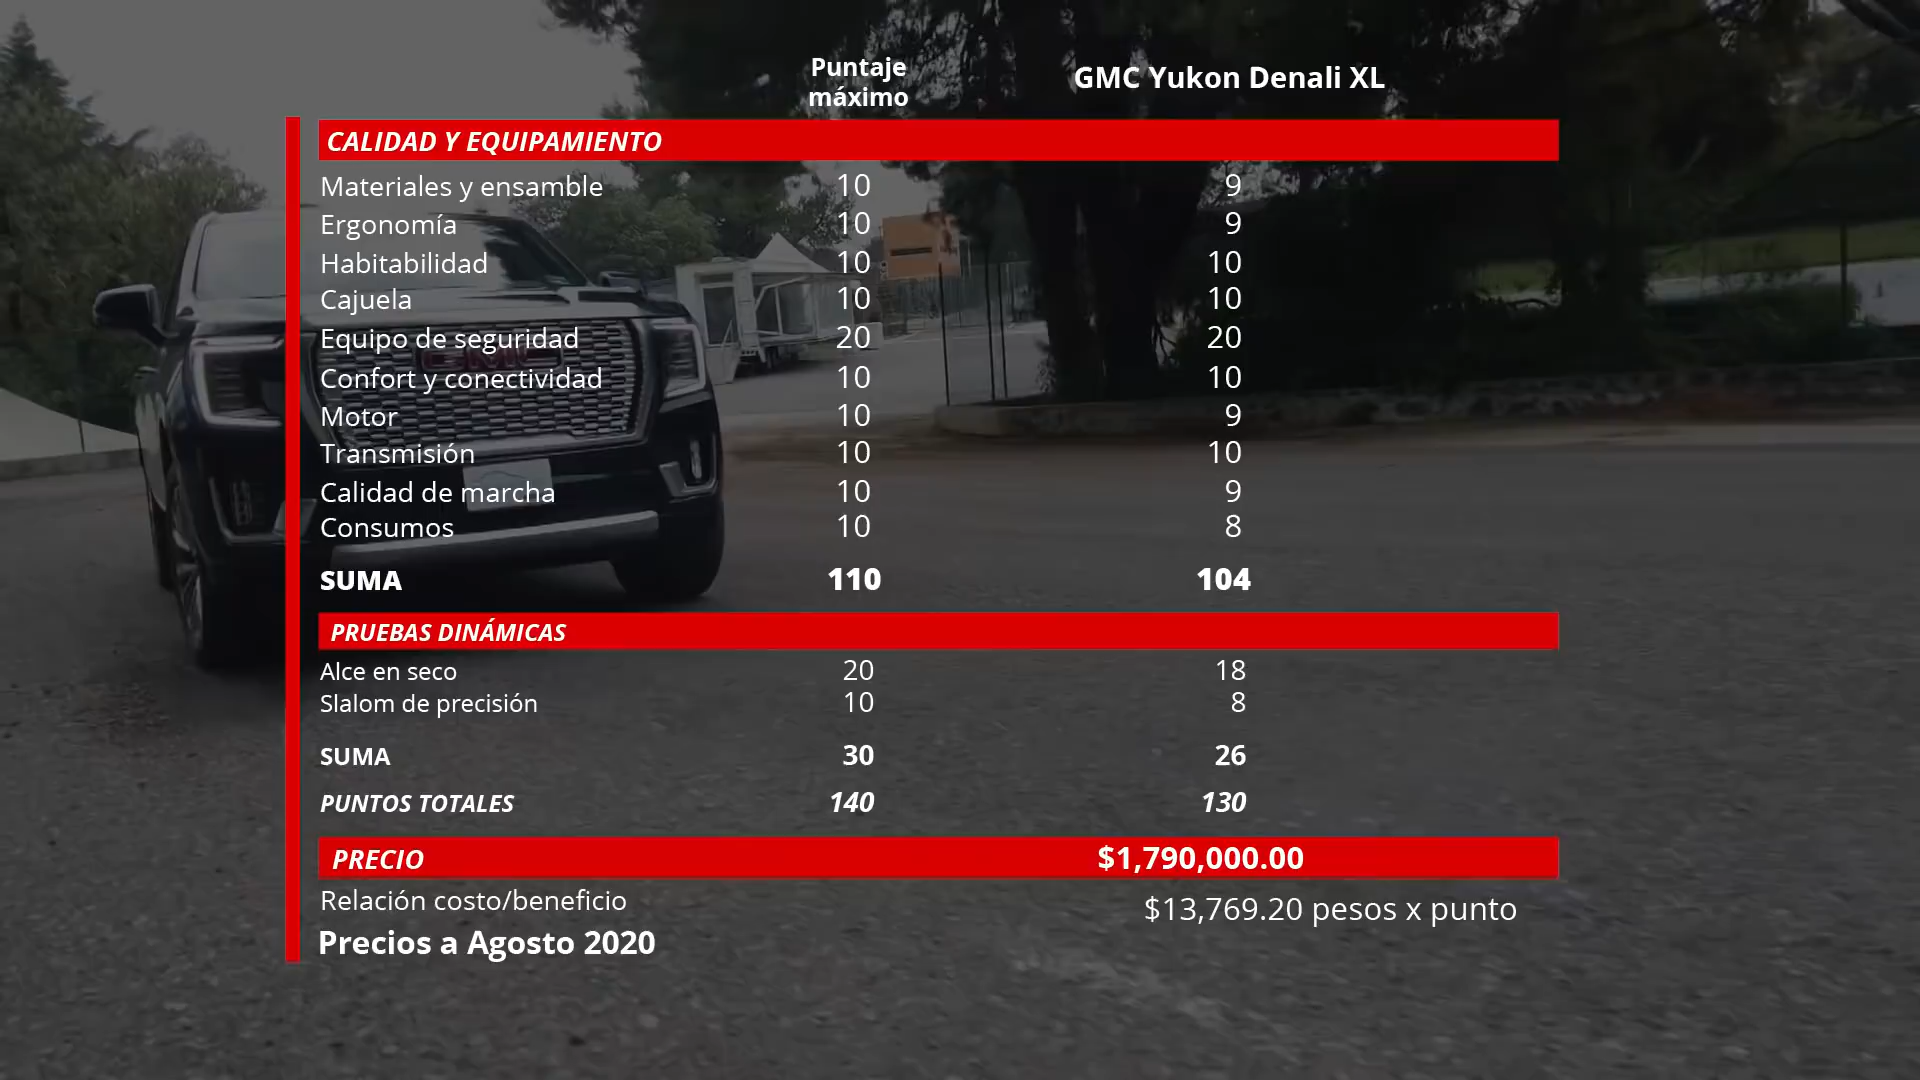 Puntaje
máximo
GMC Yukon Denali XL
CALIDAD Y EQUIPAMIENTO
Materiales y ensamble 10 9
Ergonomía 10 9
Habitabilidad 10 10
Cajuela 10 10
Equipo de seguridad 20 20
Confort y conectividad 10 10
Motor 10 9
Transmisión 10 10
Calidad de marcha 10 9
Consumos 10 8
SUMA 110 104
PRUEBAS DINÁMICAS
Alce en seco 20 18
Slalom de precisión 10 8
SUMA 30 26
PUNTOS TOTALES 140 130
PRECIO $1,790,000.00
Relación costo/beneficio $13,769.20 pesos x punto
Precios a Agosto 2020
GMC